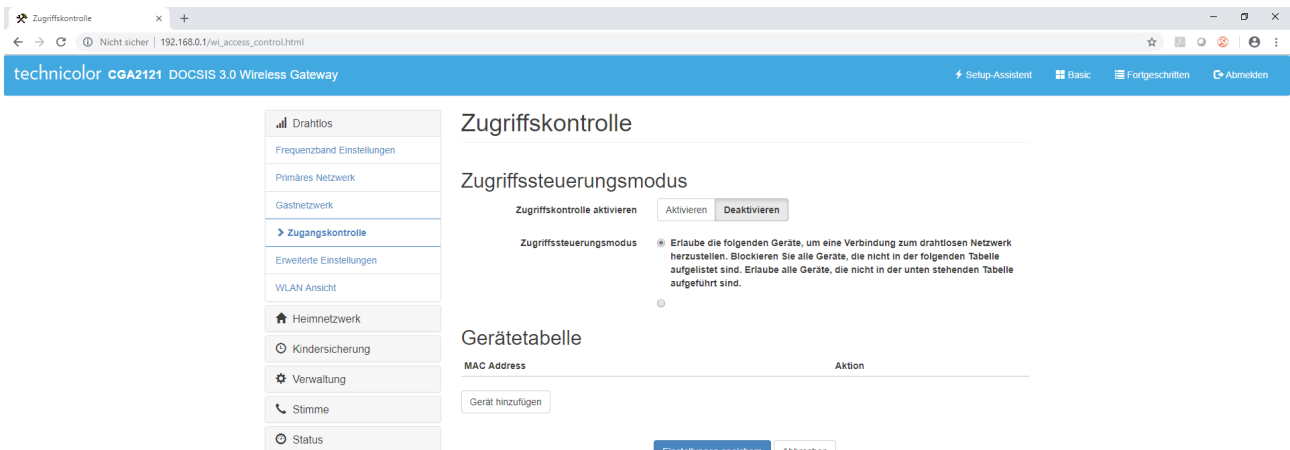 Zugriffskontrolle
Nicht sicher | 192.168.0.1/wi_access_control.html
technicolor CGA2121 DOCSIS 3.0 Wireless Gateway
Setup-Assistent Basic Fortgeschritten Abmelden
Drahtlos
Frequenzband Einstellungen
Primäres Netzwerk
Gastnetzwerk
Zugangskontrolle
Erweiterte Einstellungen
WLAN Ansicht
Heimnetzwerk
Kindersicherung
Verwaltung
Stimme
Status
Zugriffskontrolle
Zugriffssteuerungsmodus
Zugriffskontrolle aktivieren Aktivieren Deaktivieren
Zugriffssteuerungsmodus
Erlaube die folgenden Geräte, um eine Verbindung zum drahtlosen Netzwerk
herzustellen. Blockieren Sie alle Geräte, die nicht in der folgenden Tabelle
aufgelistet sind. Erlaube alle Geräte, die nicht in der unten stehenden Tabelle
aufgeführt sind.
Gerätetabelle
MAC Address Aktion
Gerät hinzufügen